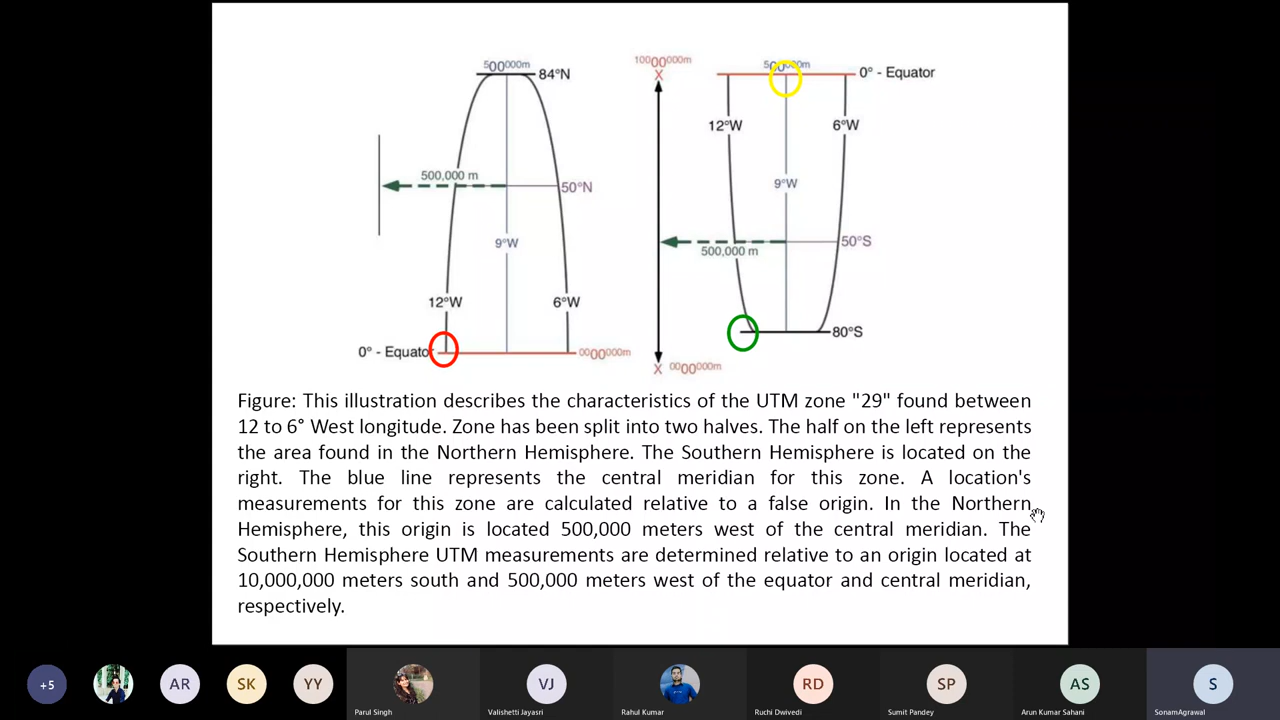 500000m
84°N
500,000 m
50°N
9°W
12°W
6°W
0° - Equator
0000000m
10000000m
X
500000m
0° - Equator
12°W
6°W
9°W
50°S
500,000 m
80°S
X 0000000m
Figure: This illustration describes the characteristics of the UTM zone "29" found between
12 to 6° West longitude. Zone has been split into two halves. The half on the left represents
the area found in the Northern Hemisphere. The Southern Hemisphere is located on the
right. The blue line represents the central meridian for this zone. A location's
measurements for this zone are calculated relative to a false origin. In the Northern
Hemisphere, this origin is located 500,000 meters west of the central meridian. The
Southern Hemisphere UTM measurements are determined relative to an origin located at
10,000,000 meters south and 500,000 meters west of the equator and central meridian,
respectively.
+5
AR
SK
YY
Parul Singh
VJ
Valishetti Jayasri
Rahul Kumar
RD
Ruchi Dwivedi
SP
Sumit Pandey
AS
Arun Kumar Sahani
S
SonamAgrawal